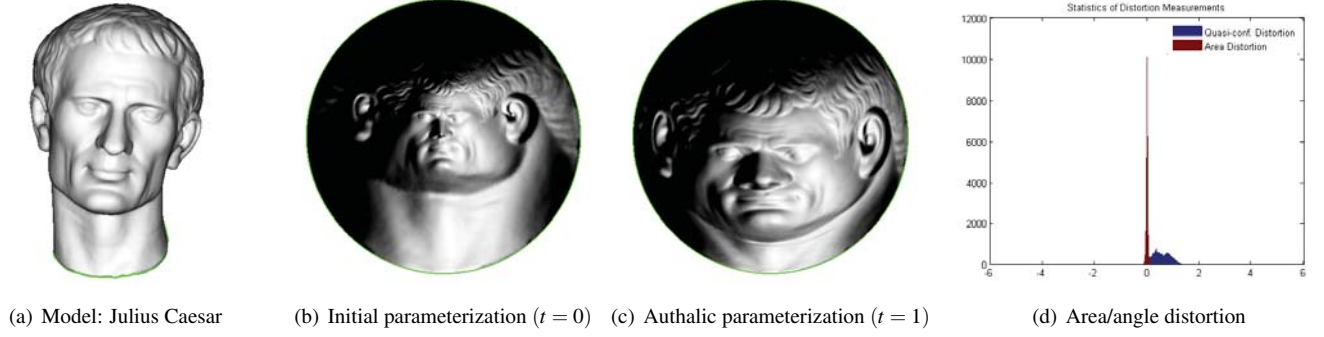 Statistics of Distortion Measurements
12000
10000
8000
6000
4000
2000
0
-6 -4 -2 0 2 4 6
Quasi-conf. Distortion
Area Distortion
(a) Model: Julius Caesar
(b) Initial parameterization (t = 0)
(c) Authalic parameterization (t = 1)
(d) Area/angle distortion